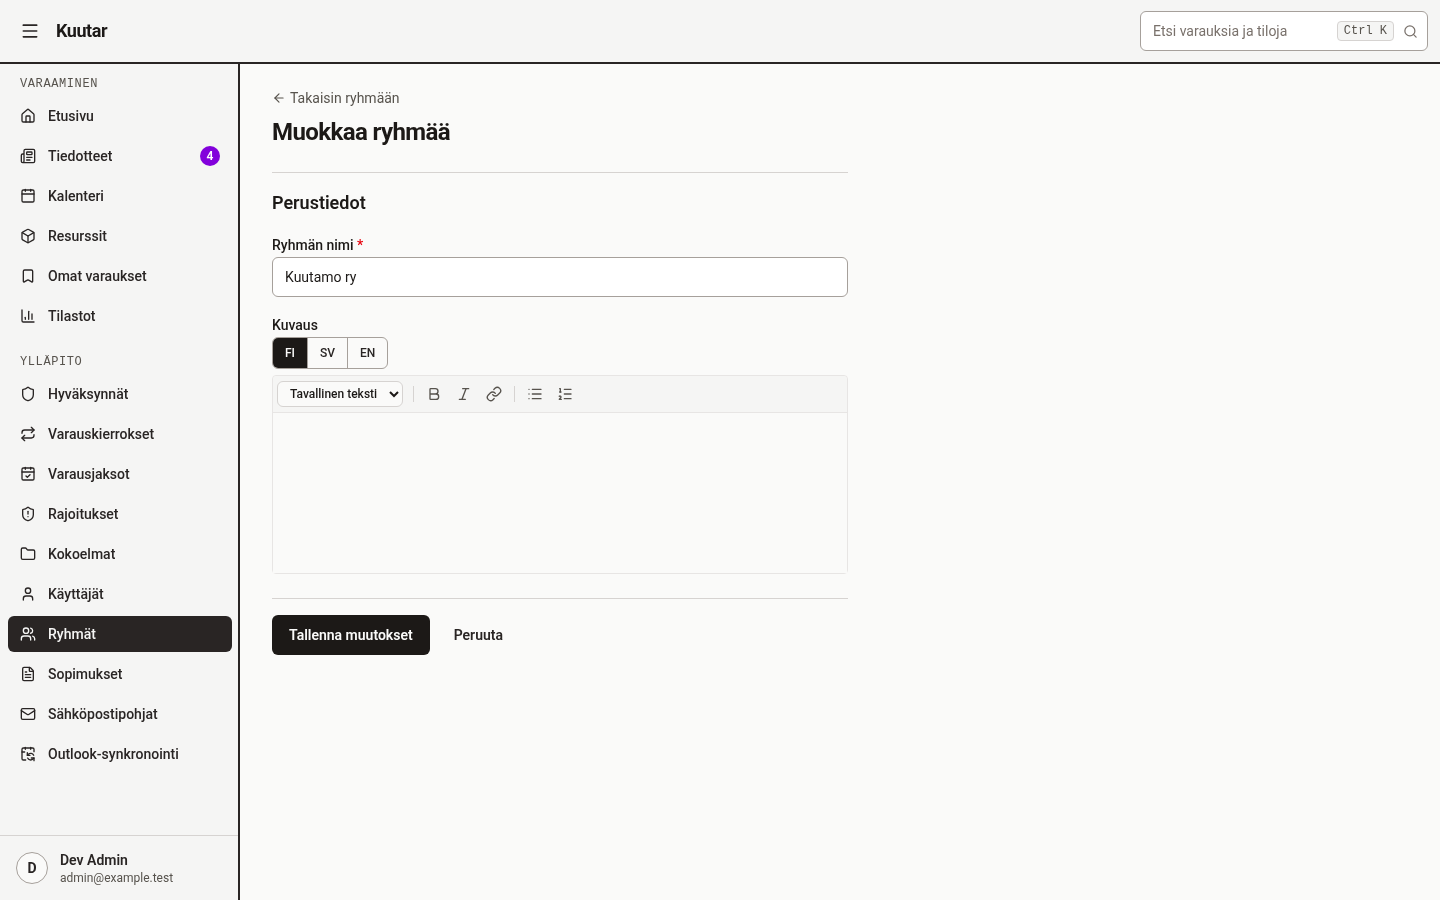 Kuutar
Etsi varauksia ja tiloja
Ctrl K
VARAAMINEN
Etusivu
Tiedotteet
4
Kalenteri
Resurssit
Omat varaukset
Tilastot
YLLÄPITO
Hyväksynnät
Varauskierrokset
Varausjaksot
Rajoitukset
Kokoelmat
Käyttäjät
Ryhmät
Sopimukset
Sähköpostipohjat
Outlook-synkronointi
D
Dev Admin
admin@example.test
Takaisin ryhmään
Muokkaa ryhmää
Perustiedot
Ryhmän nimi *
Kuutamo ry
Kuvaus
FI SV EN
Tavallinen teksti
Tallenna muutokset
Peruuta